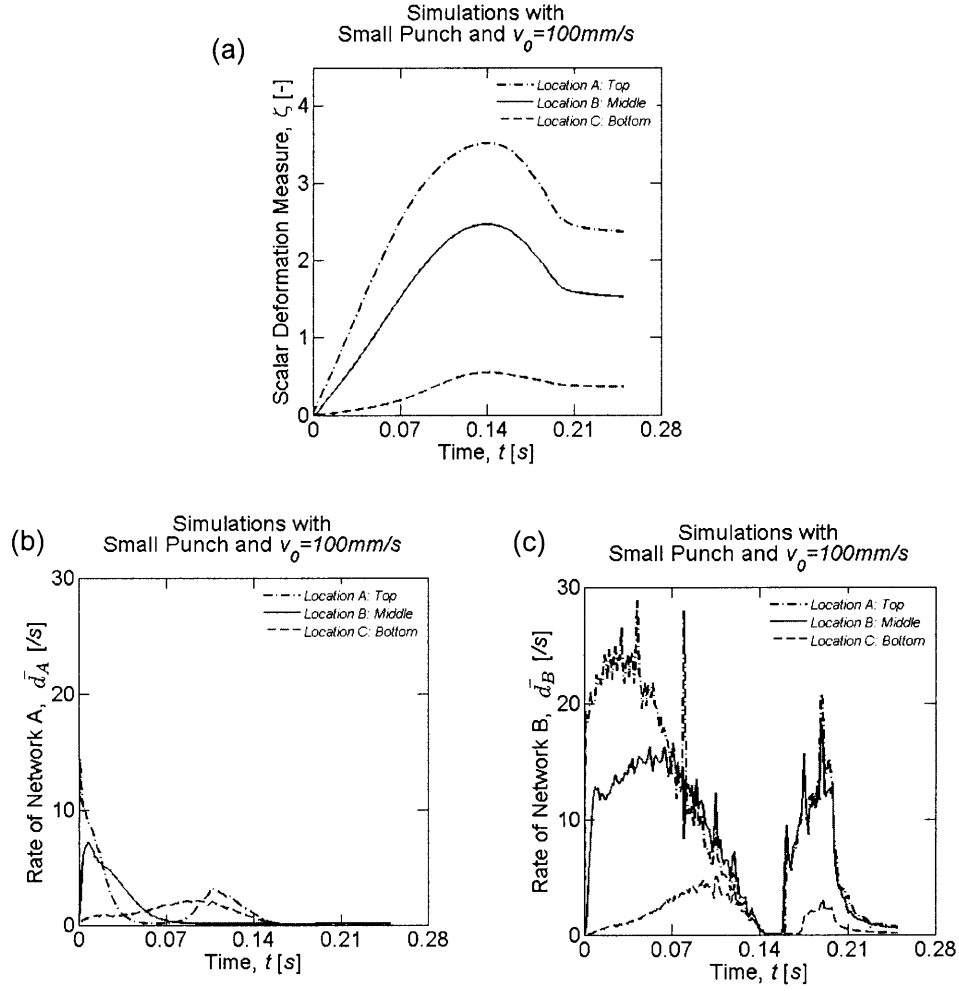 Simulations with
Small Punch and v₀=100mm/s
(a)
Scalar Deformation Measure, ζ [-]
4
3
2
1
0
Location A: Top
Location B: Middle
Location C: Bottom
0 0.07 0.14 0.21 0.28
Time, t [s]
Simulations with
(b)
Small Punch and v₀=100mm/s
Rate of Network A, d̄_A [/s]
30
20
10
0
Location A: Top
Location B: Middle
Location C: Bottom
0 0.07 0.14 0.21 0.28
Time, t [s]
Simulations with
(c)
Small Punch and v₀=100mm/s
Rate of Network B, d̄_B [/s]
30
20
10
0
Location A: Top
Location B: Middle
Location C: Bottom
0 0.07 0.14 0.21 0.28
Time, t [s]